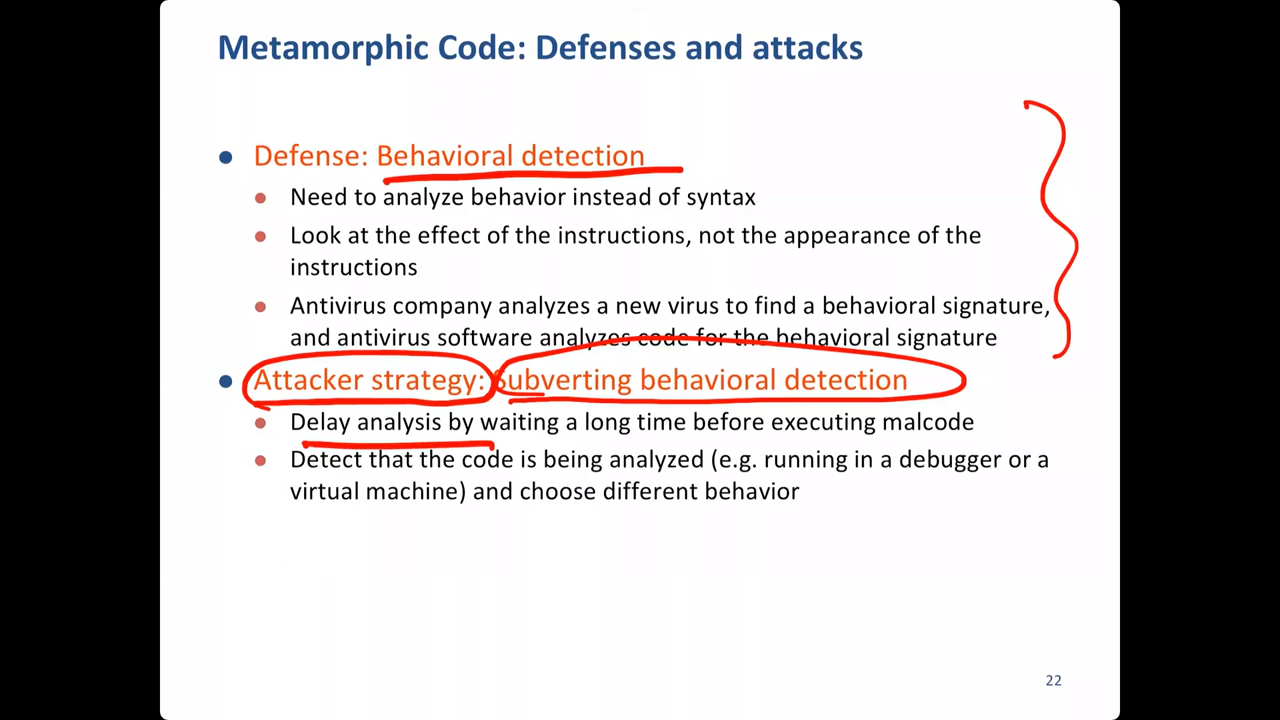 Metamorphic Code: Defenses and attacks
Defense: Behavioral detection
Need to analyze behavior instead of syntax
Look at the effect of the instructions, not the appearance of the
instructions
Antivirus company analyzes a new virus to find a behavioral signature,
and antivirus software analyzes code for the behavioral signature
Attacker strategy: Subverting behavioral detection
Delay analysis by waiting a long time before executing malcode
Detect that the code is being analyzed (e.g. running in a debugger or a
virtual machine) and choose different behavior
22